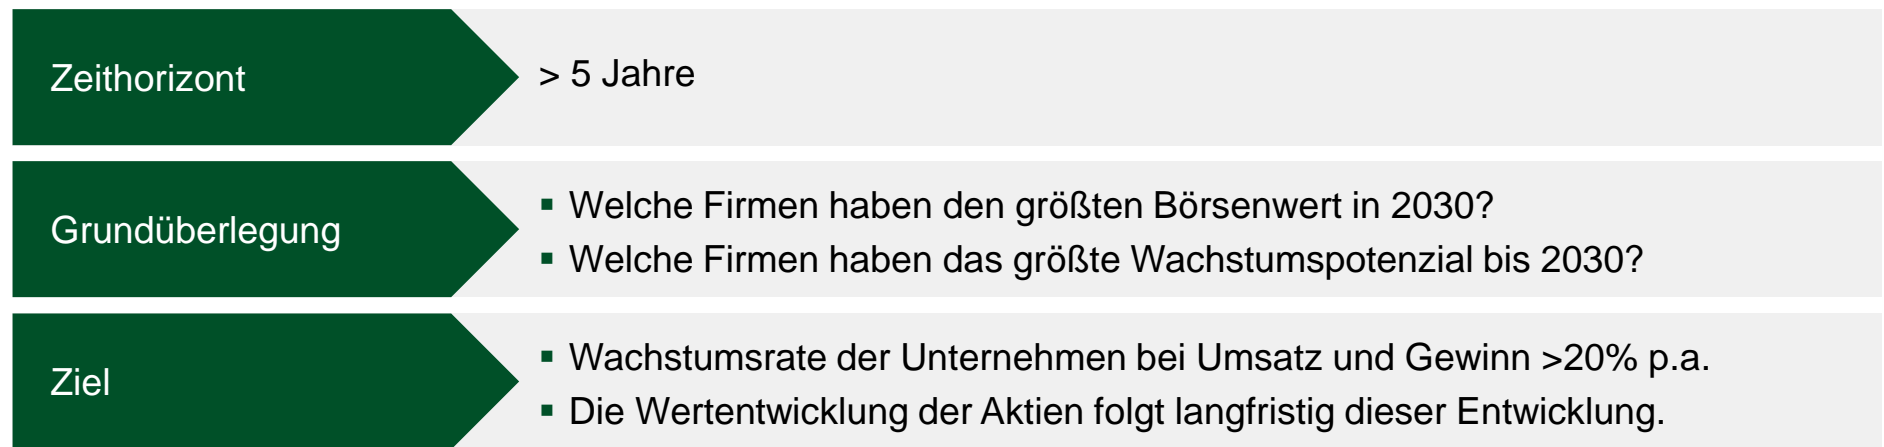 Zeithorizont
> 5 Jahre
Grundüberlegung
▪ Welche Firmen haben den größten Börsenwert in 2030?
▪ Welche Firmen haben das größte Wachstumspotenzial bis 2030?
Ziel
▪ Wachstumsrate der Unternehmen bei Umsatz und Gewinn >20% p.a.
▪ Die Wertentwicklung der Aktien folgt langfristig dieser Entwicklung.